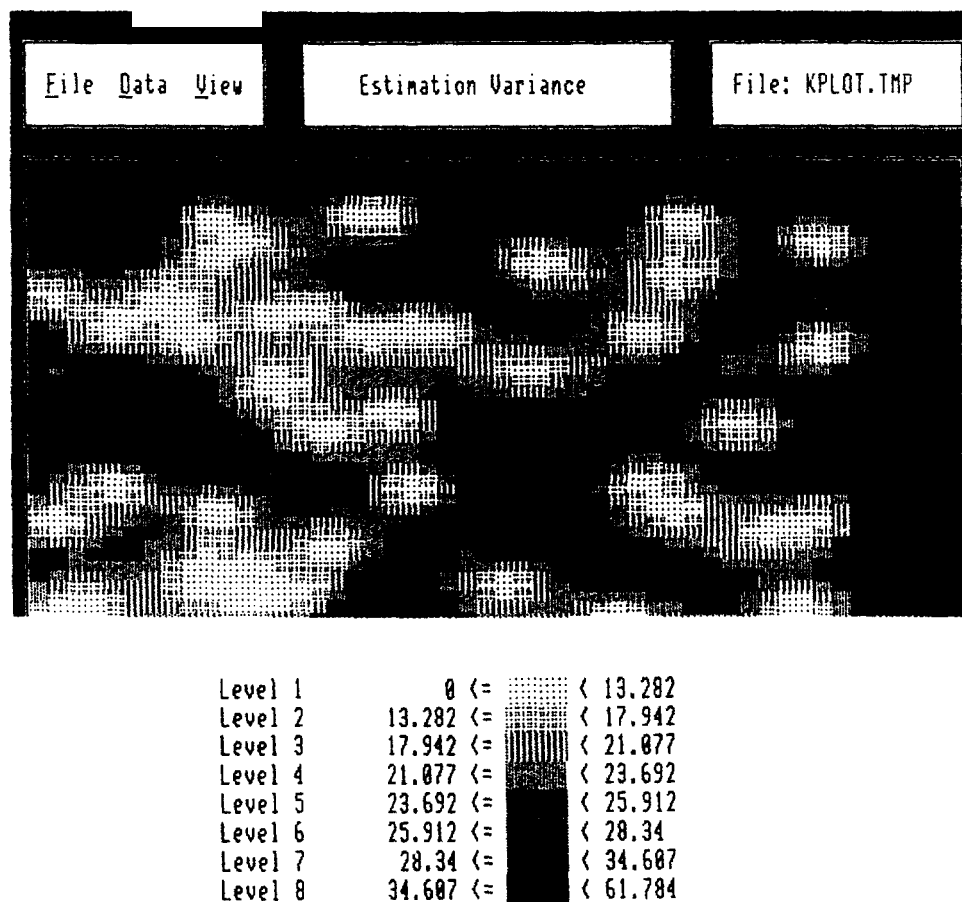 File Data View
Estimation Variance
File: KPLOT.TMP
Level 1 0 <= < 13.282
Level 2 13.282 <= < 17.942
Level 3 17.942 <= < 21.077
Level 4 21.077 <= < 23.692
Level 5 23.692 <= < 25.912
Level 6 25.912 <= < 28.34
Level 7 28.34 <= < 34.607
Level 8 34.607 <= < 61.784